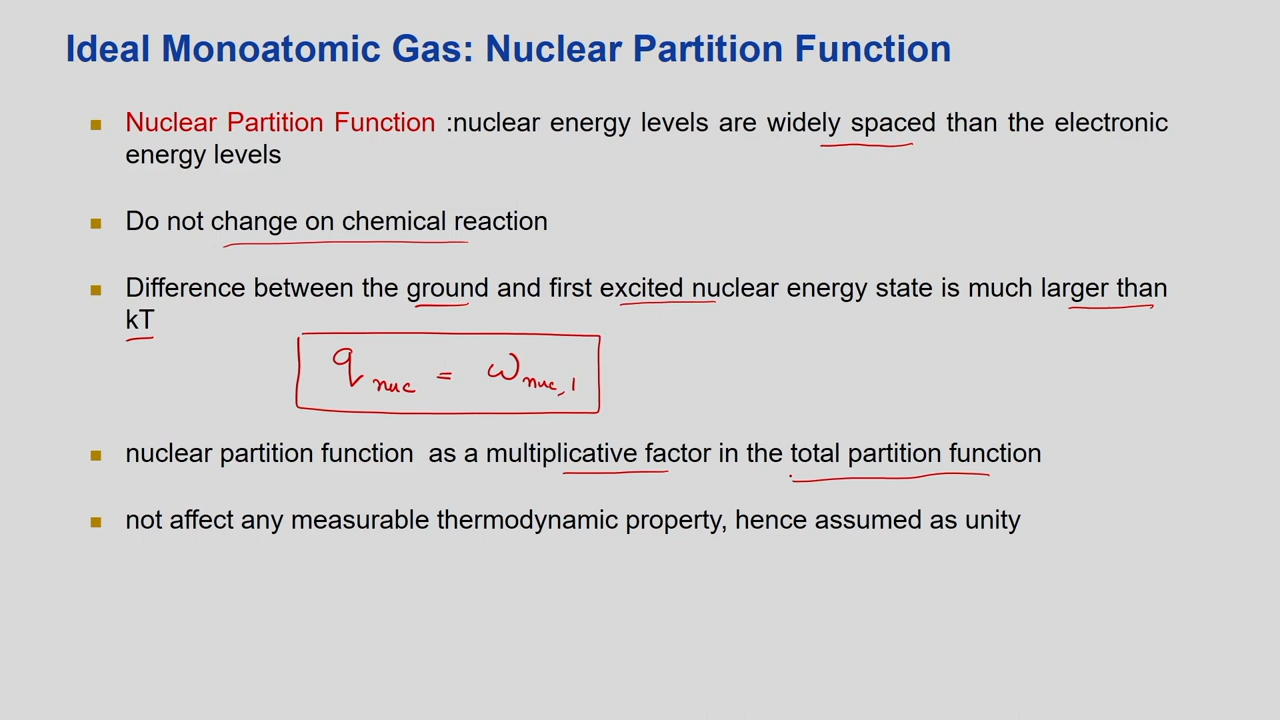 Ideal Monoatomic Gas: Nuclear Partition Function
Nuclear Partition Function :nuclear energy levels are widely spaced than the electronic
energy levels
Do not change on chemical reaction
Difference between the ground and first excited nuclear energy state is much larger than
kT
q nuc = ω nuc,1
nuclear partition function as a multiplicative factor in the total partition function
not affect any measurable thermodynamic property, hence assumed as unity